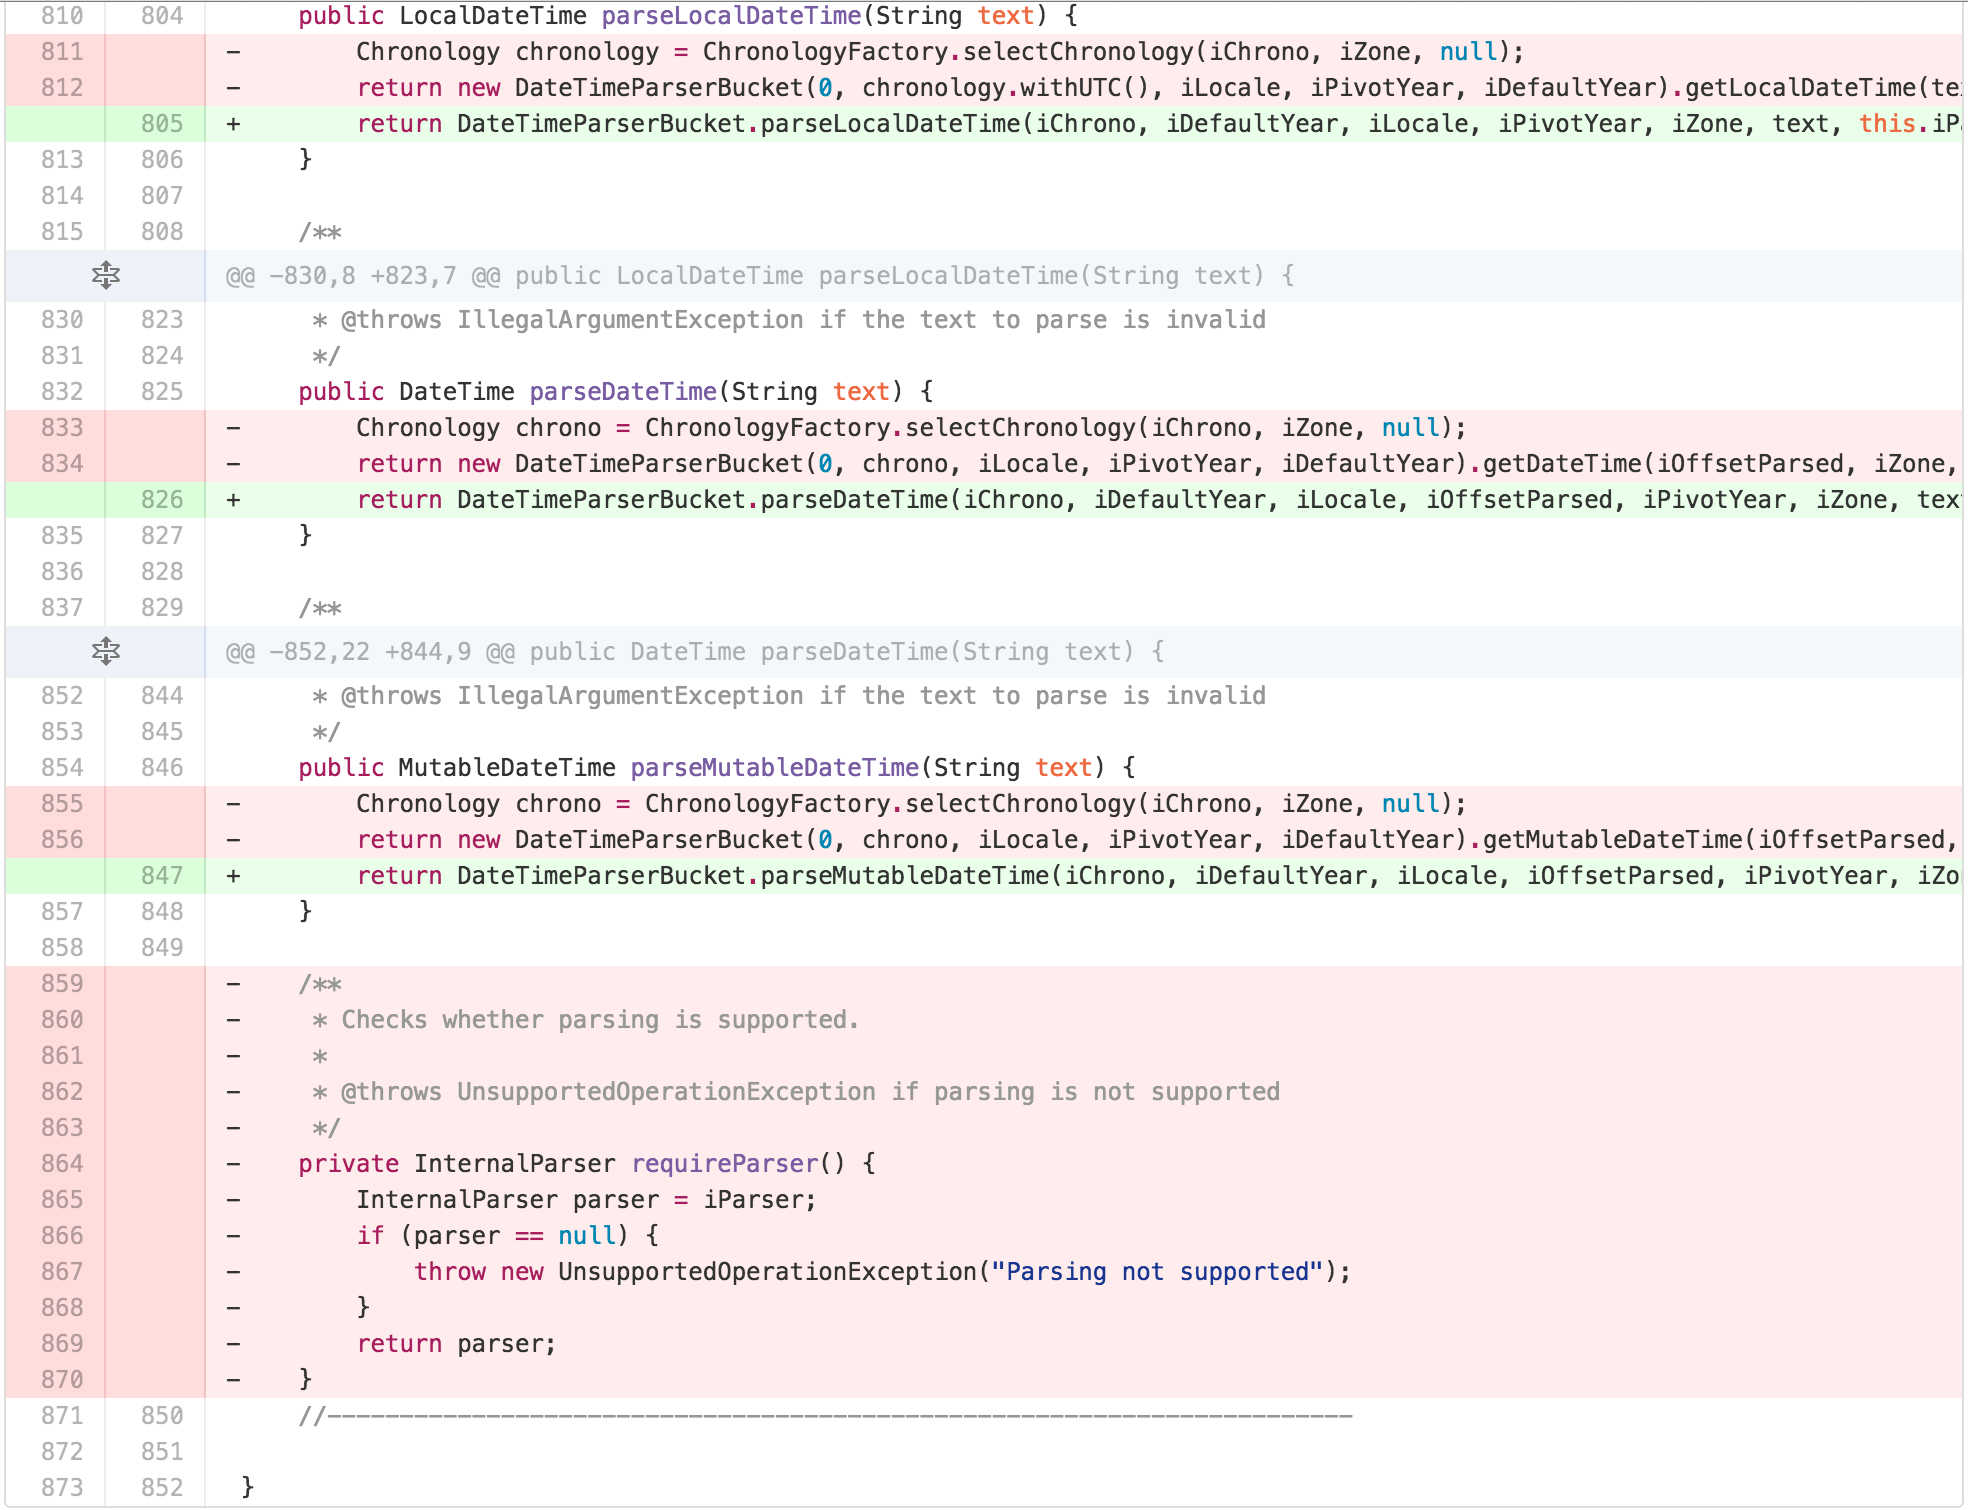 810 804 public LocalDateTime parseLocalDateTime(String text) {
811 - Chronology chronology = ChronologyFactory.selectChronology(iChrono, iZone, null);
812 - return new DateTimeParserBucket(0, chronology.withUTC(), iLocale, iPivotYear, iDefaultYear).getLocalDateTime(
805 + return DateTimeParserBucket.parseLocalDateTime(iChrono, iDefaultYear, iLocale, iPivotYear, iZone, text, this.
813 806 }
814 807
815 808 /**
@@ -830,8 +823,7 @@ public LocalDateTime parseLocalDateTime(String text) {
830 823 * @throws IllegalArgumentException if the text to parse is invalid
831 824 */
832 825 public DateTime parseDateTime(String text) {
833 - Chronology chrono = ChronologyFactory.selectChronology(iChrono, iZone, null);
834 - return new DateTimeParserBucket(0, chrono, iLocale, iPivotYear, iDefaultYear).getDateTime(iOffsetParsed, iZone,
826 + return DateTimeParserBucket.parseDateTime(iChrono, iDefaultYear, iLocale, iOffsetParsed, iPivotYear, iZone,
835 827 }
836 828
837 829 /**
@@ -852,22 +844,9 @@ public DateTime parseDateTime(String text) {
852 844 * @throws IllegalArgumentException if the text to parse is invalid
853 845 */
854 846 public MutableDateTime parseMutableDateTime(String text) {
855 - Chronology chrono = ChronologyFactory.selectChronology(iChrono, iZone, null);
856 - return new DateTimeParserBucket(0, chrono, iLocale, iPivotYear, iDefaultYear).getMutableDateTime(iOffsetParsed,
847 + return DateTimeParserBucket.parseMutableDateTime(iChrono, iDefaultYear, iLocale, iOffsetParsed, iPivotYear,
857 848 }
858 849
859 - /**
860 - * Checks whether parsing is supported.
861 - *
862 - * @throws UnsupportedOperationException if parsing is not supported
863 - */
864 - private InternalParser requireParser() {
865 - InternalParser parser = iParser;
866 - if (parser == null) {
867 - throw new UnsupportedOperationException("Parsing not supported");
868 - }
869 - return parser;
870 - }
871 850 //-----------------------------------------------------------------------
872 851
873 852 }